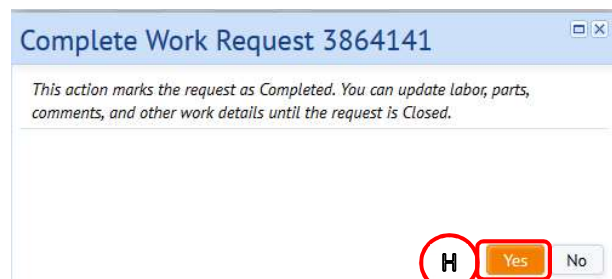 Complete Work Request 3864141
This action marks the request as Completed. You can update labor, parts,
comments, and other work details until the request is Closed.
H Yes No